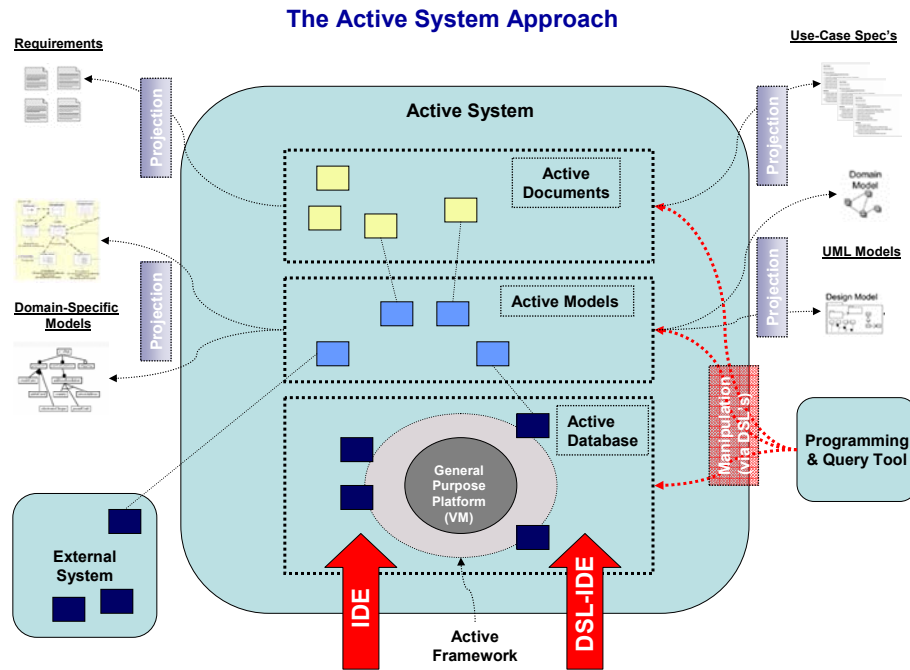 The Active System Approach
Requirements
Use-Case Spec's
Projection
Projection
Active System
Active
Documents
Domain
Model
UML Models
Projection
Projection
Active Models
Design Model
Domain-Specific
Models
Active
Database
Manipulation
(via DSL's)
Programming
& Query Tool
General
Purpose
Platform
(VM)
External
System
IDE
DSL-IDE
Active
Framework